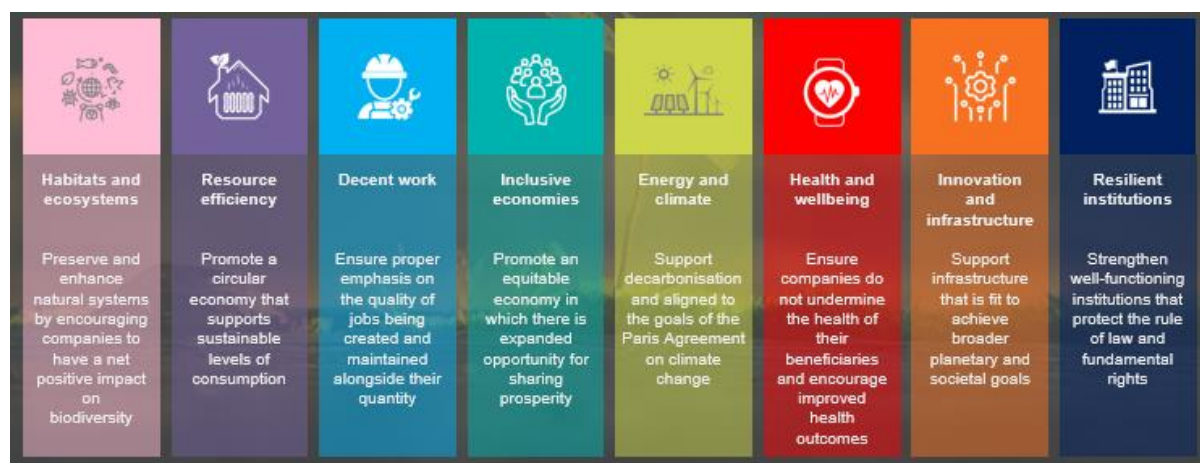 Habitats and
ecosystems
Preserve and
enhance
natural systems
by encouraging
companies to
have a net
positive impact
on
biodiversity
Resource
efficiency
Promote a
circular
economy that
supports
sustainable
levels of
consumption
Decent work
Ensure proper
emphasis on
the quality of
jobs being
created and
maintained
alongside their
quantity
Inclusive
economies
Promote an
equitable
economy in
which there is
expanded
opportunity for
sharing
prosperity
Energy and
climate
Support
decarbonisation
and aligned to
the goals of the
Paris Agreement
on climate
change
Health and
wellbeing
Ensure
companies do
not undermine
the health of
their
beneficiaries
and encourage
improved
health
outcomes
Innovation
and
infrastructure
Support
infrastructure
that is fit to
achieve
broader
planetary and
societal goals
Resilient
institutions
Strengthen
well-functioning
institutions that
protect the rule
of law and
fundamental
rights